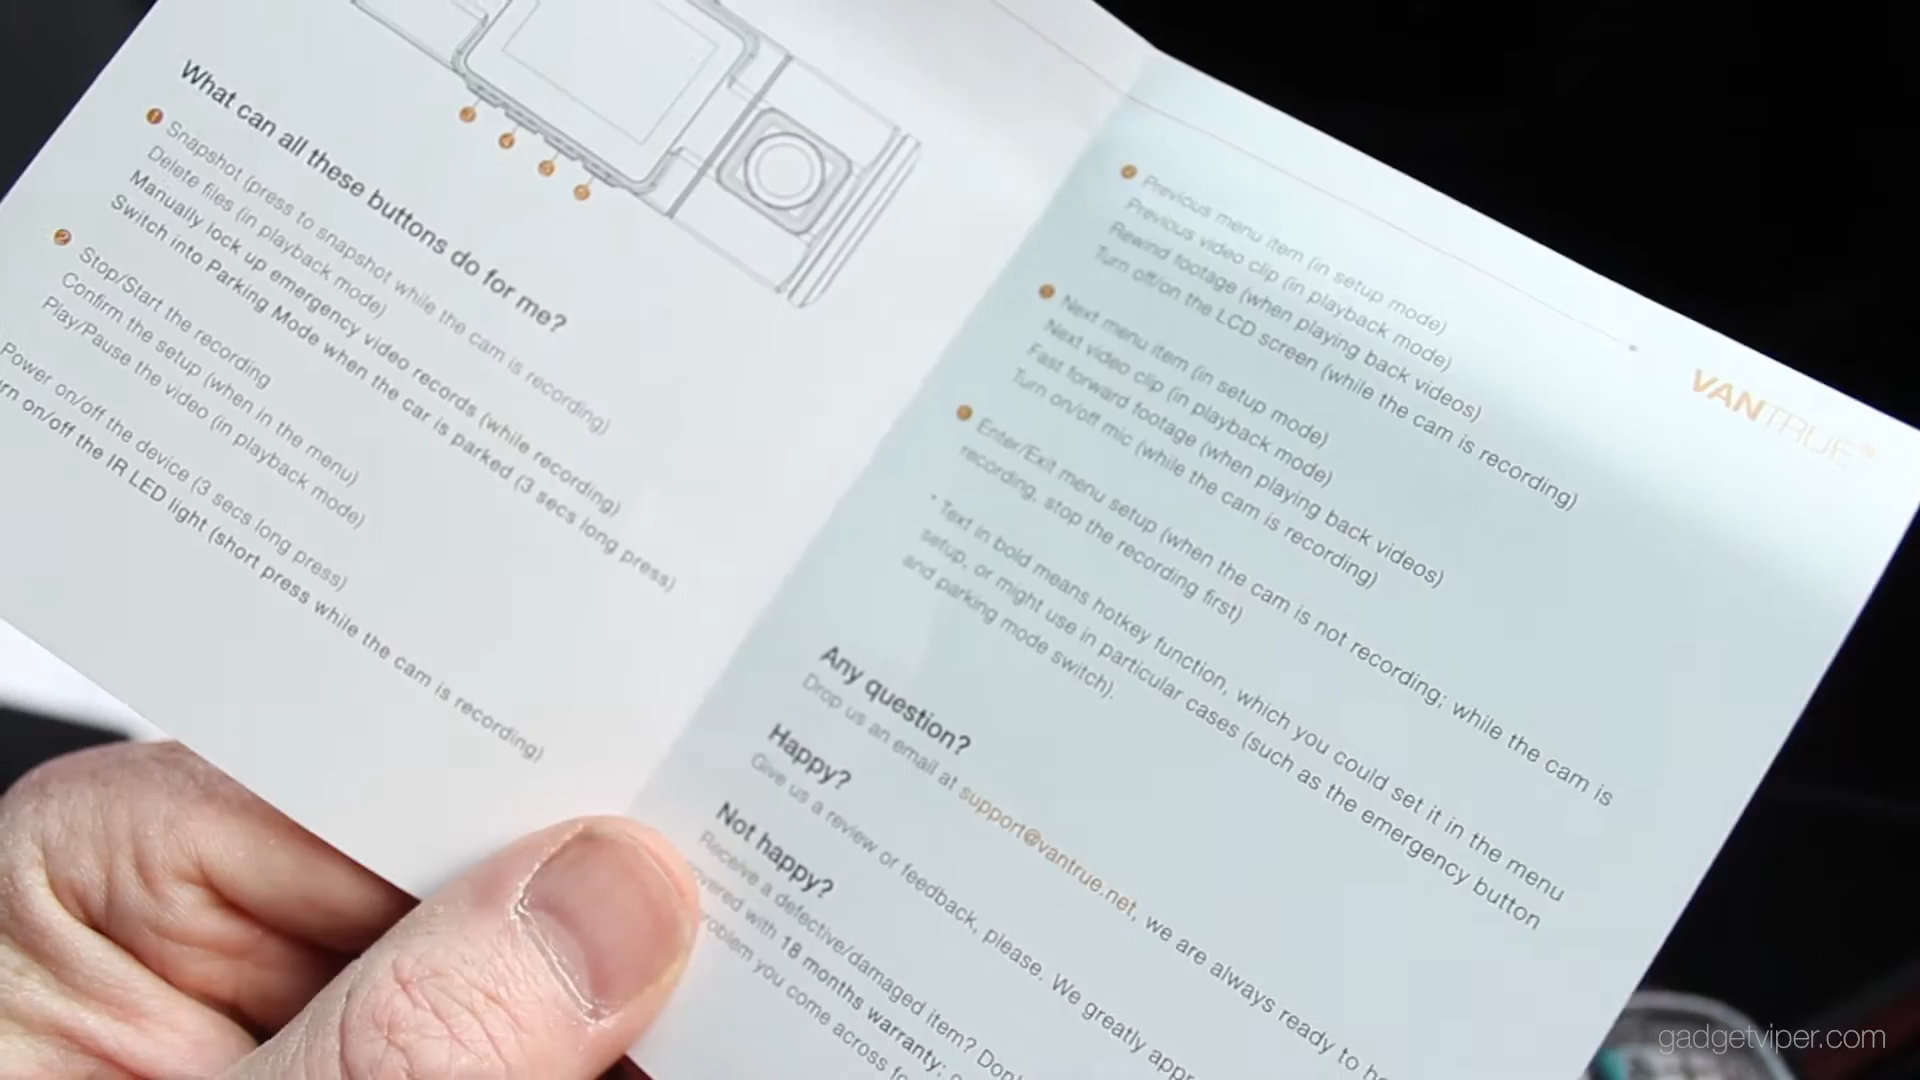 What can all these buttons do for me?
1 Snapshot (press to snapshot while the cam is recording)
Delete files (in playback mode)
Manually lock up emergency video records (while recording)
Switch into Parking Mode when the car is parked (3 secs long press)
2 Stop/Start the recording
Confirm the setup (when in the menu)
Play/Pause the video (in playback mode)
Power on/off the device (3 secs long press)
on/off the IR LED light (short press while the cam is recording)
VANTRUE
Previous menu item (in setup mode)
Previous video clip (in playback mode)
Rewind footage (when playing back videos)
Turn off/on the LCD screen (while the cam is recording)
Next menu item (in setup mode)
Next video clip (in playback mode)
Fast forward footage (when playing back videos)
Turn on/off mic (while the cam is recording)
Enter/Exit menu setup (when the cam is not recording; while the cam is
recording, stop the recording first)
* Text in bold means hotkey function, which you could set it in the menu
setup, or might use in particular cases (such as the emergency button
and parking mode switch).
Any question?
Drop us an email at support@vantrue.net, we are always ready to
Happy?
Give us a review or feedback, please. We greatly
Not happy?
Receive a defective/damaged item?
with 18 months warranty;
you come across
gadgetviper.com